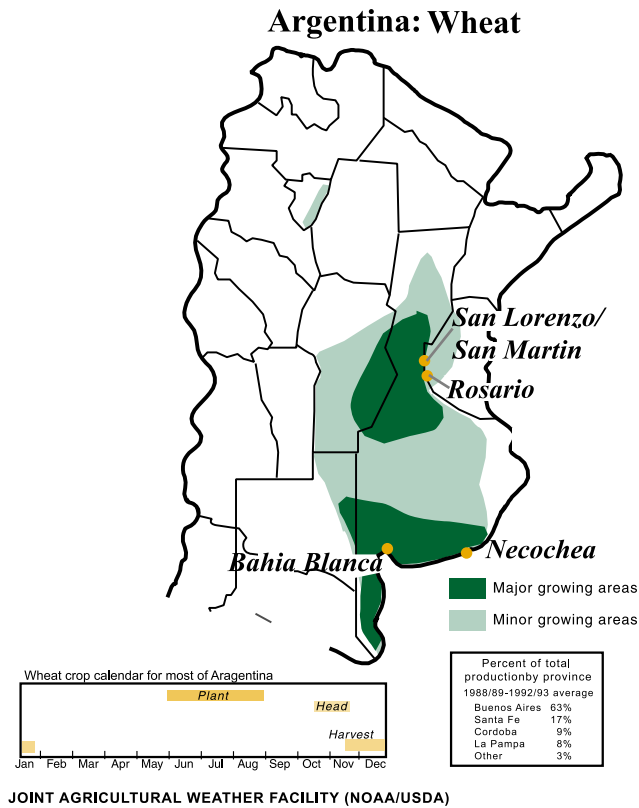 Argentina: Wheat
San Lorenzo/
San Martin
Rosario
Bahia Blanca
Necochea
Major growing areas
Minor growing areas
Wheat crop calendar for most of Aragentina
Plant
Head
Harvest
Jan Feb Mar Apr May Jun Jul Aug Sep Oct Nov Dec
Percent of total
productionby province
1988/89-1992/93 average
Buenos Aires 63%
Santa Fe 17%
Cordoba 9%
La Pampa 8%
Other 3%
JOINT AGRICULTURAL WEATHER FACILITY (NOAA/USDA)